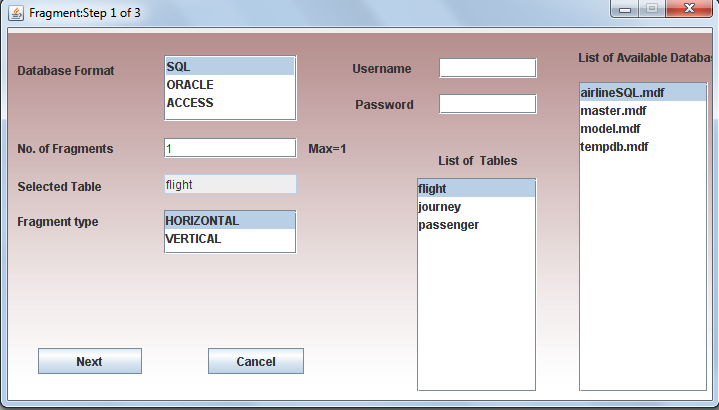 Fragment:Step 1 of 3
Database Format
SQL
ORACLE
ACCESS
No. of Fragments
1
Max=1
Selected Table
flight
Fragment type
HORIZONTAL
VERTICAL
Next
Cancel
Username
Password
List of Tables
flight
journey
passenger
List of Available Databas
airlineSQL.mdf
master.mdf
model.mdf
tempdb.mdf